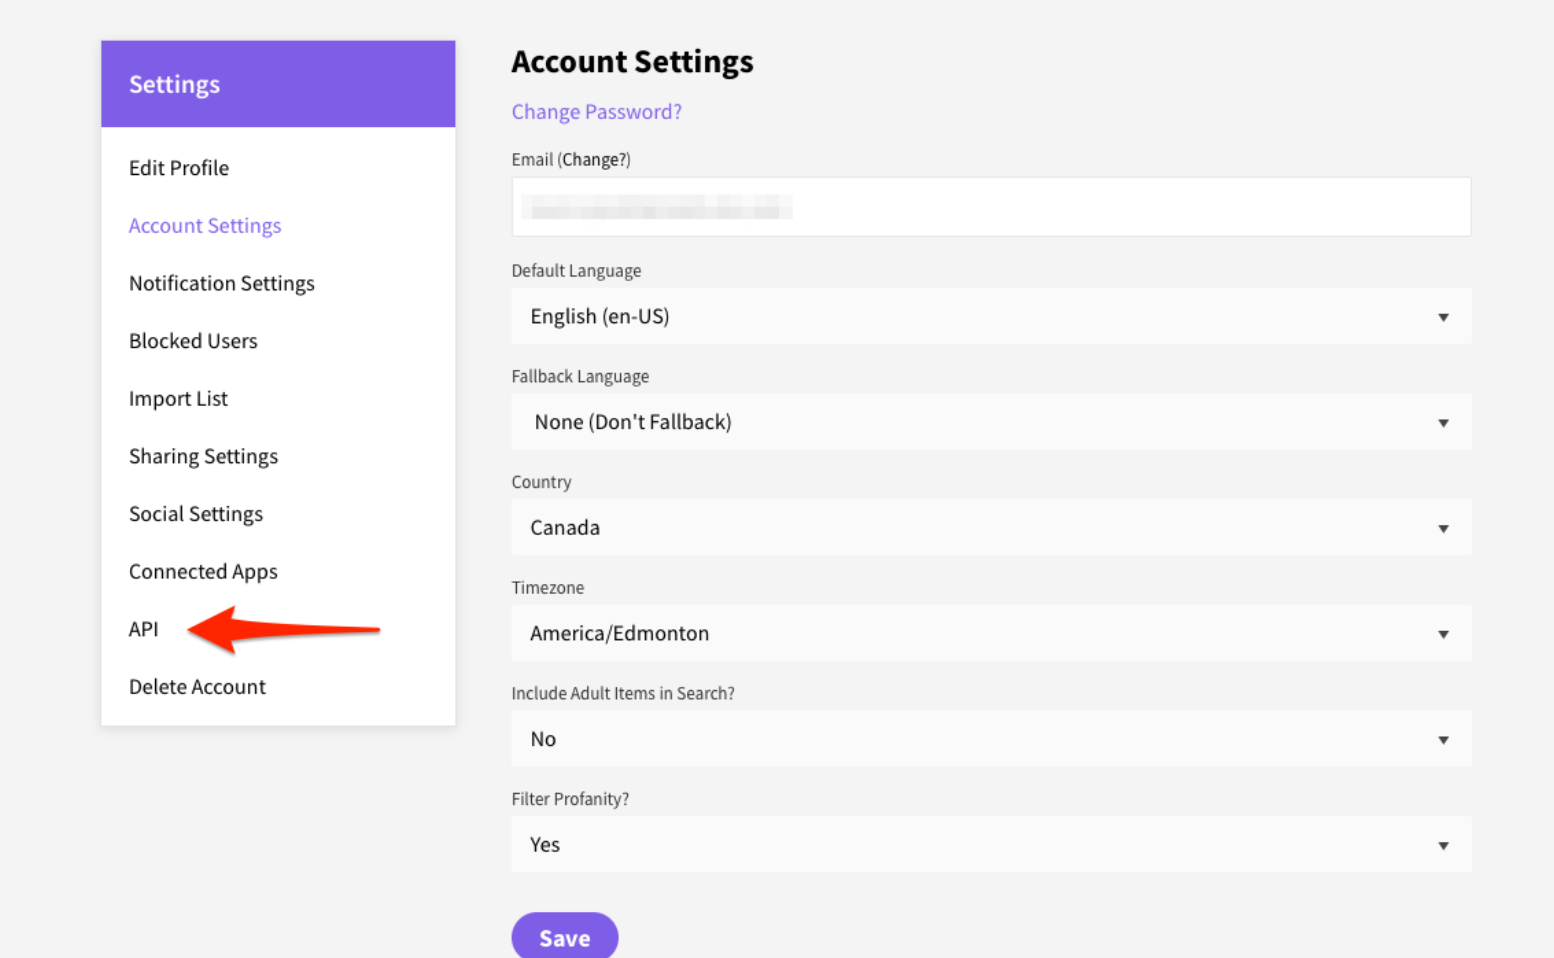 Settings
Edit Profile
Account Settings
Notification Settings
Blocked Users
Import List
Sharing Settings
Social Settings
Connected Apps
API
Delete Account
Account Settings
Change Password?
Email (Change?)
Default Language
English (en-US)
Fallback Language
None (Don't Fallback)
Country
Canada
Timezone
America/Edmonton
Include Adult Items in Search?
No
Filter Profanity?
Yes
Save